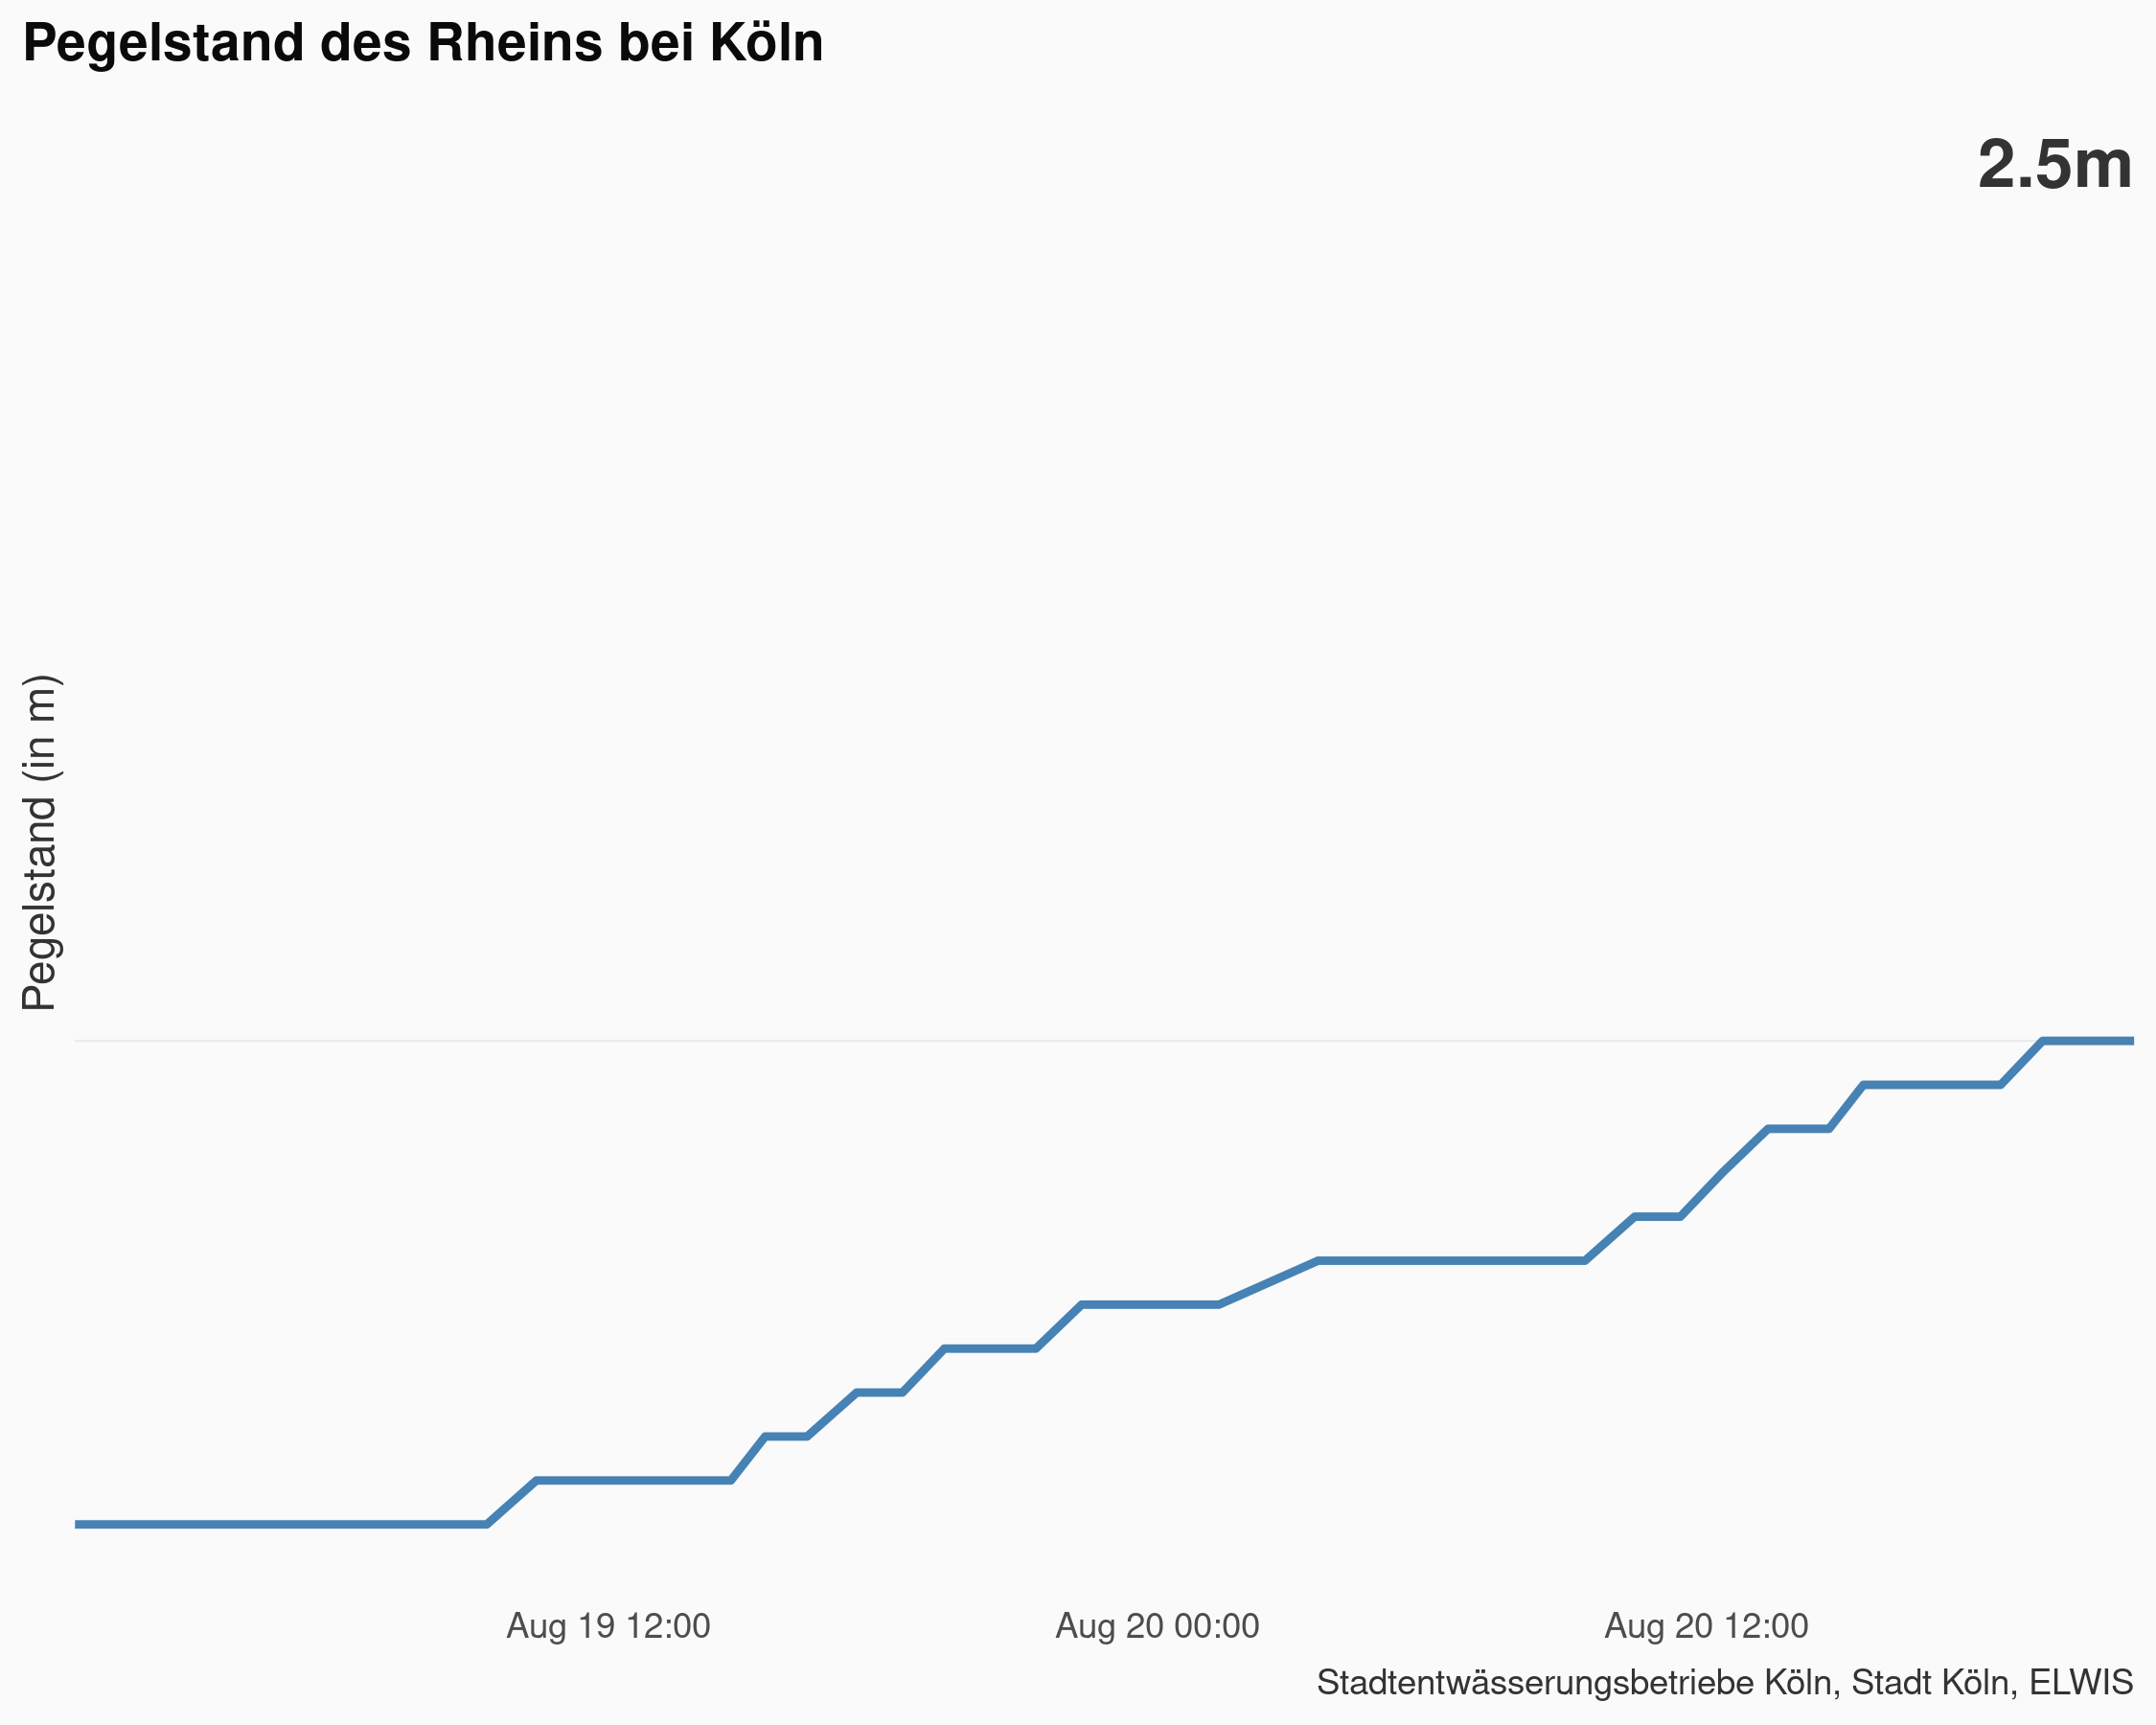 Pegelstand des Rheins bei Köln
2.5m
Pegelstand (in m)
Aug 19 12:00
Aug 20 00:00
Aug 20 12:00
Stadtentwässerungsbetriebe Köln, Stadt Köln, ELWIS